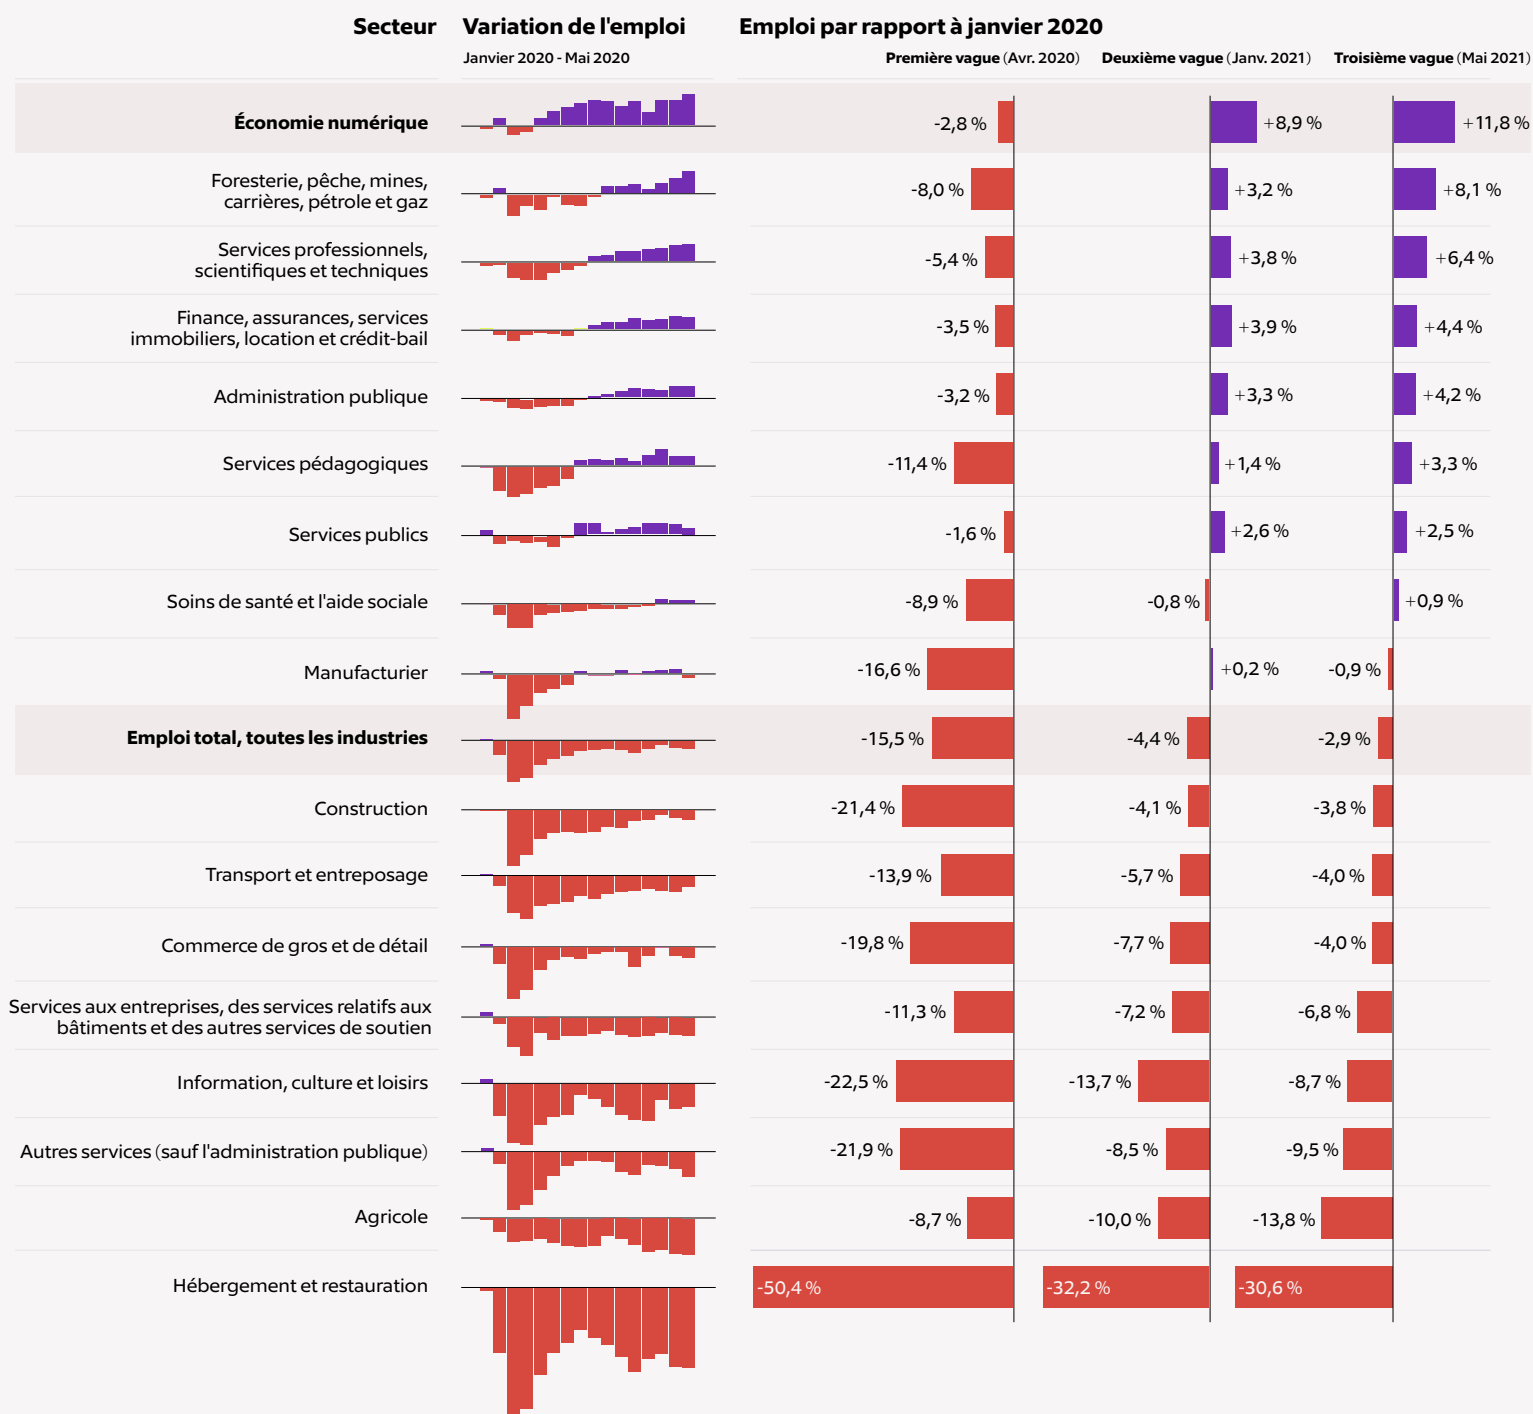 Secteur Variation de l'emploi Emploi par rapport à janvier 2020
Janvier 2020 - Mai 2020 Première vague (Avr. 2020) Deuxième vague (Janv. 2021) Troisième vague (Mai 2021)
Économie numérique -2,8 % +8,9 % +11,8 %
Foresterie, pêche, mines,
carrières, pétrole et gaz -8,0 % +3,2 % +8,1 %
Services professionnels,
scientifiques et techniques -5,4 % +3,8 % +6,4 %
Finance, assurances, services
immobiliers, location et crédit-bail -3,5 % +3,9 % +4,4 %
Administration publique -3,2 % +3,3 % +4,2 %
Services pédagogiques -11,4 % +1,4 % +3,3 %
Services publics -1,6 % +2,6 % +2,5 %
Soins de santé et l'aide sociale -8,9 % -0,8 % +0,9 %
Manufacturier -16,6 % +0,2 % -0,9 %
Emploi total, toutes les industries -15,5 % -4,4 % -2,9 %
Construction -21,4 % -4,1 % -3,8 %
Transport et entreposage -13,9 % -5,7 % -4,0 %
Commerce de gros et de détail -19,8 % -7,7 % -4,0 %
Services aux entreprises, des services relatifs aux
bâtiments et des autres services de soutien -11,3 % -7,2 % -6,8 %
Information, culture et loisirs -22,5 % -13,7 % -8,7 %
Autres services (sauf l'administration publique) -21,9 % -8,5 % -9,5 %
Agricole -8,7 % -10,0 % -13,8 %
Hébergement et restauration -50,4 % -32,2 % -30,6 %